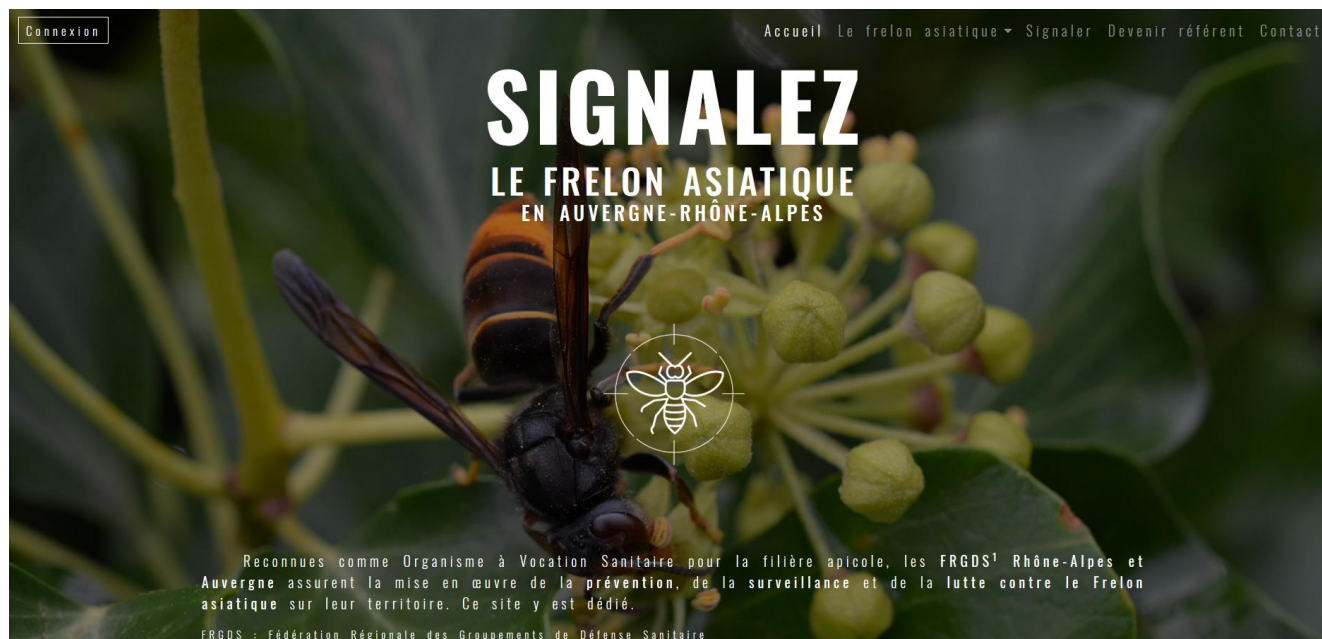 Connexion
Accueil Le frelon asiatique Signaler Devenir référent Contact
SIGNALEZ
LE FRELON ASIATIQUE
EN AUVERGNE-RHÔNE-ALPES
Reconnues comme Organisme à Vocation Sanitaire pour la filière apicole, les FRGDS¹ Rhône-Alpes et
Auvergne assurent la mise en œuvre de la prévention, de la surveillance et de la lutte contre le Frelon
asiatique sur leur territoire. Ce site y est dédié.
FRGDS : Fédération Régionale des Groupements de Défense Sanitaire